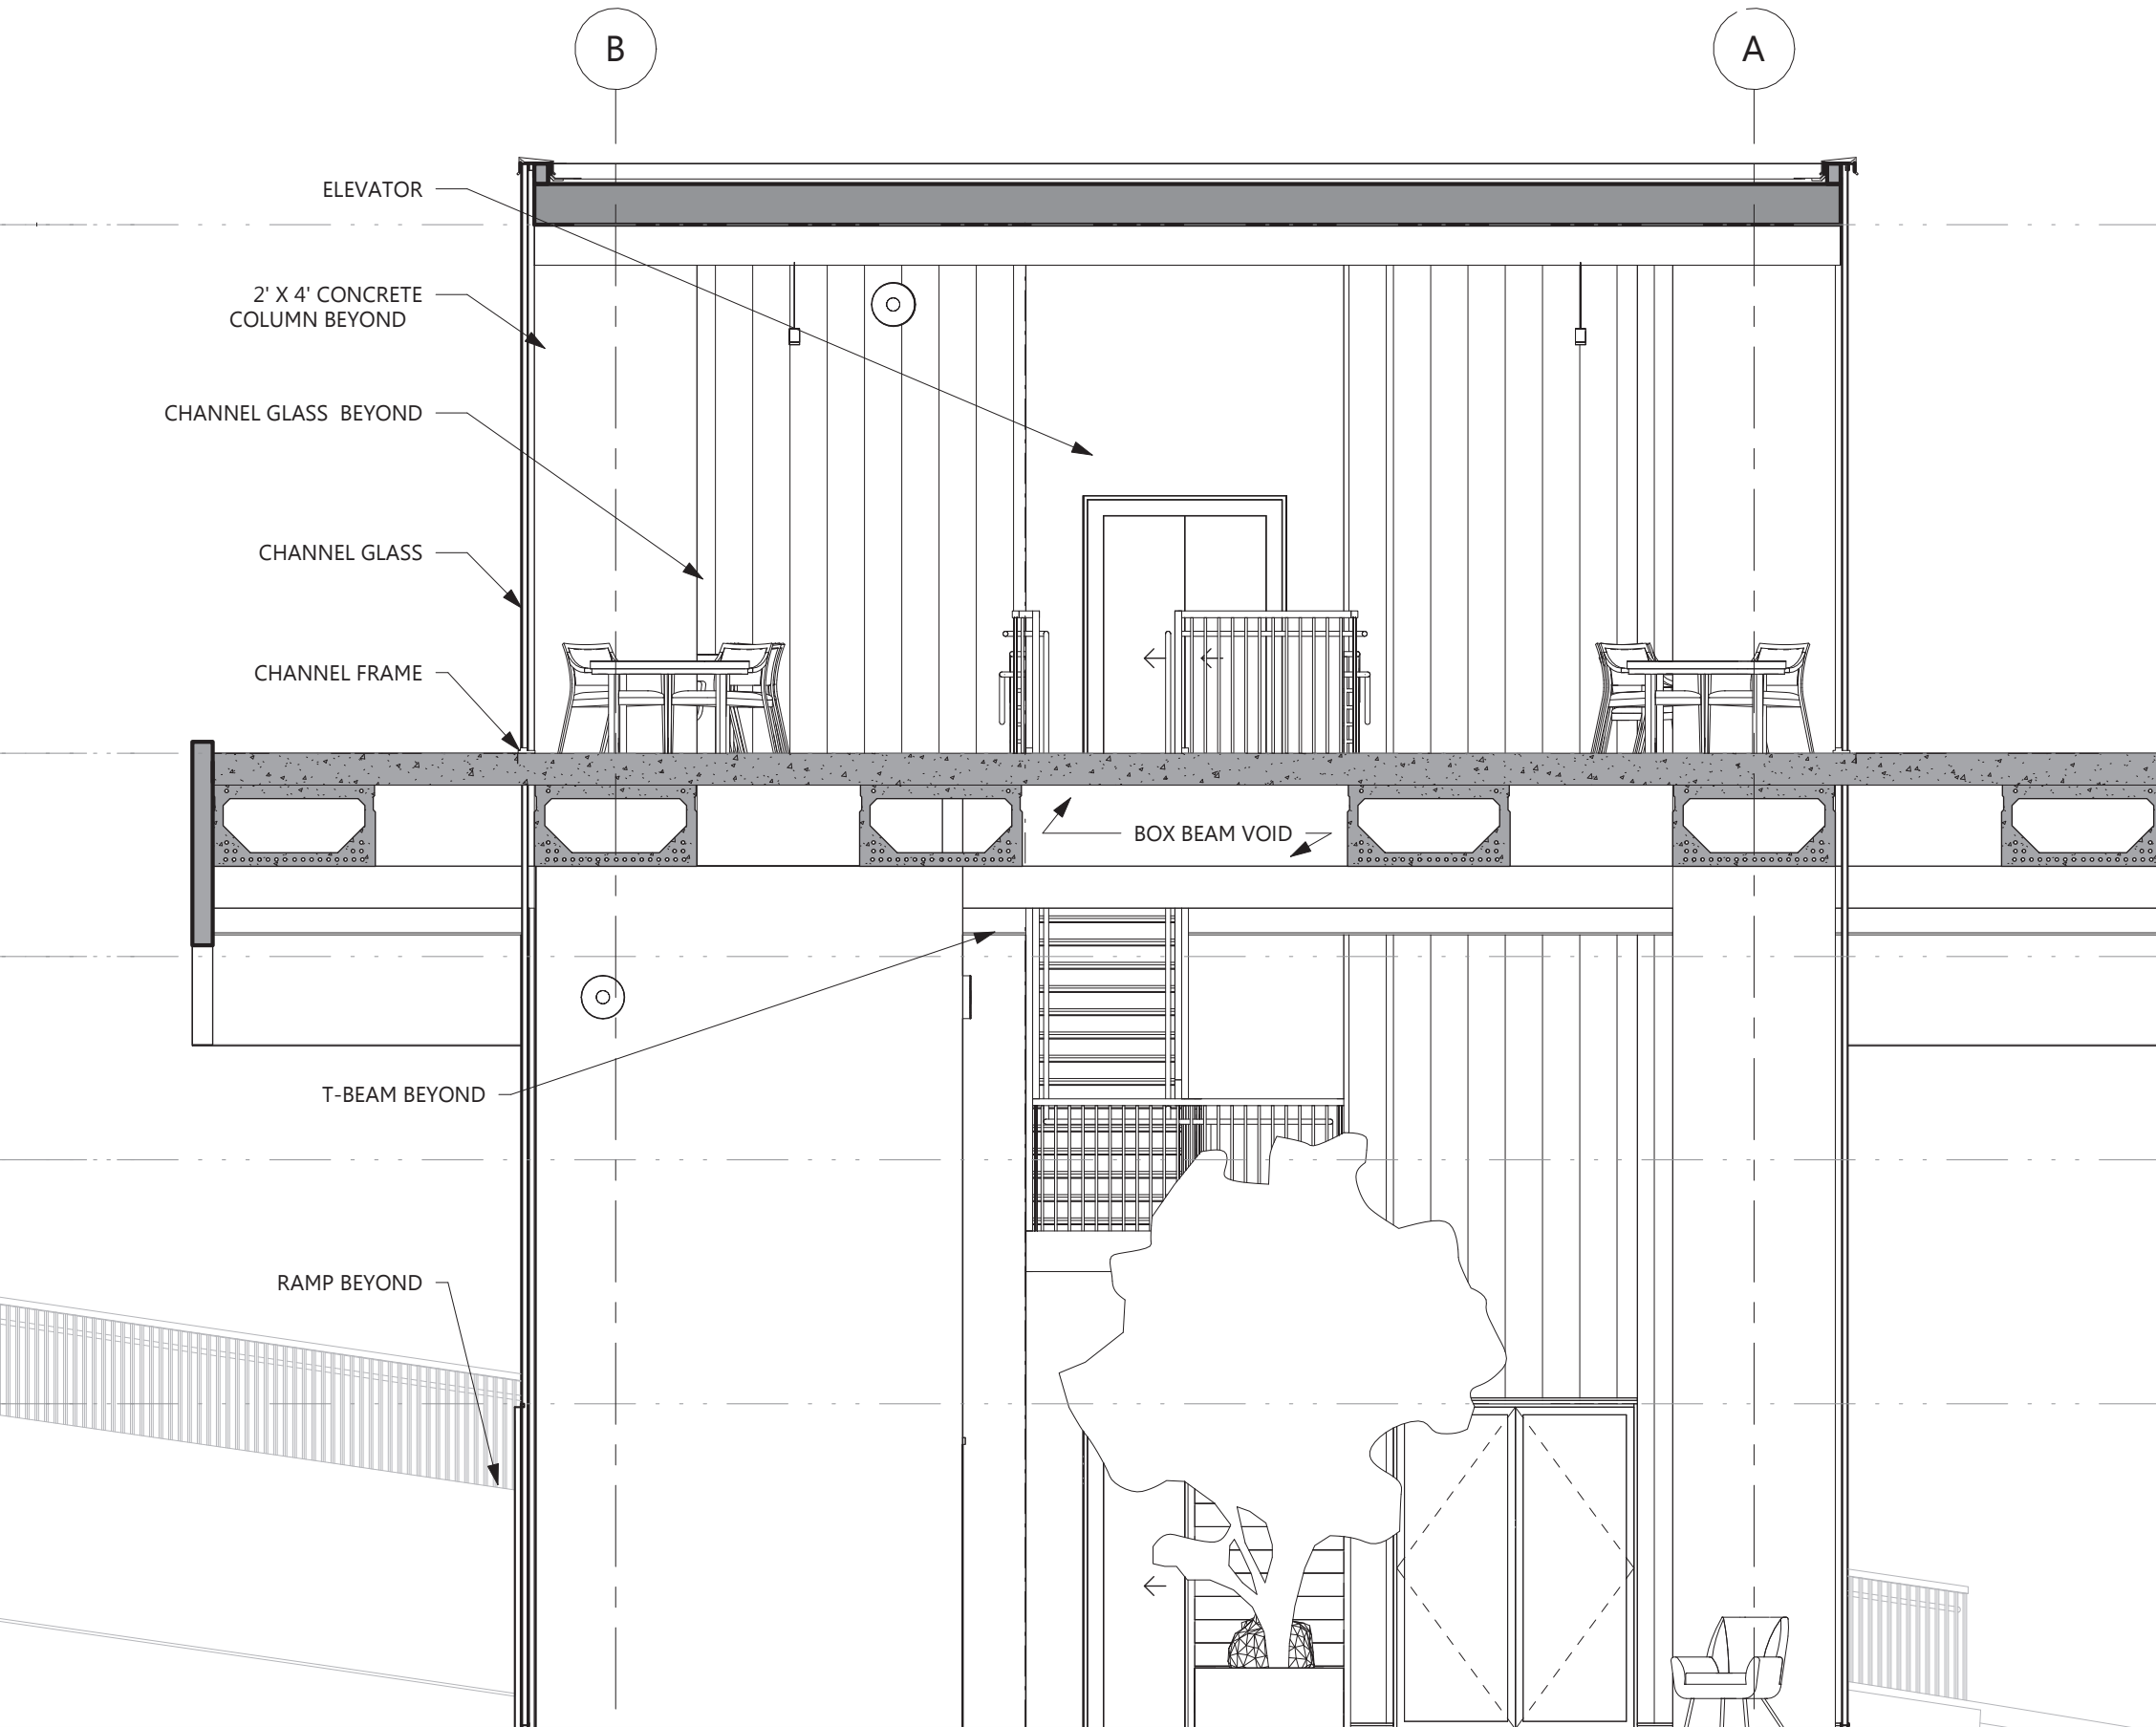 B
A
ELEVATOR
2' X 4' CONCRETE
COLUMN BEYOND
CHANNEL GLASS BEYOND
CHANNEL GLASS
CHANNEL FRAME
BOX BEAM VOID
T-BEAM BEYOND
RAMP BEYOND